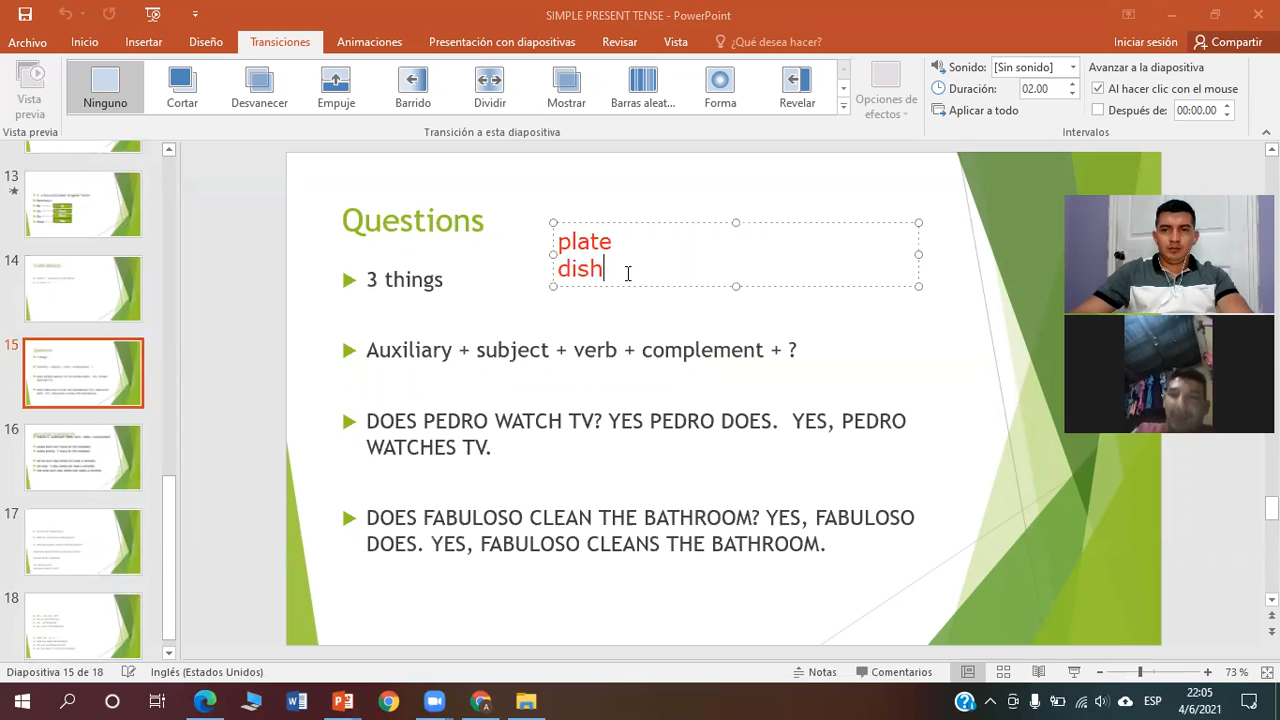 SIMPLE PRESENT TENSE - PowerPoint
Archivo Inicio Insertar Diseño Transiciones Animaciones Presentación con diapositivas Revisar Vista ¿Qué desea hacer? Iniciar sesión Compartir
Vista previa
Ninguno Cortar Desvanecer Empuje Barrido Dividir Mostrar Barras aleat... Forma Revelar
Opciones de efectos
Sonido: [Sin sonido]
Duración: 02.00
Aplicar a todo
Avanzar a la diapositiva
Al hacer clic con el mouse
Después de: 00:00.00
Vista previa Transición a esta diapositiva Intervalos
13
14
15
16
17
18
Questions
plate
dish
3 things
Auxiliary + subject + verb + complement + ?
DOES PEDRO WATCH TV? YES PEDRO DOES. YES, PEDRO
WATCHES TV.
DOES FABULOSO CLEAN THE BATHROOM? YES, FABULOSO
DOES. YES, FABULOSO CLEANS THE BATHROOM.
Diapositiva 15 de 18 Inglés (Estados Unidos) Notas Comentarios 73 %
ESP
22:05
4/6/2021